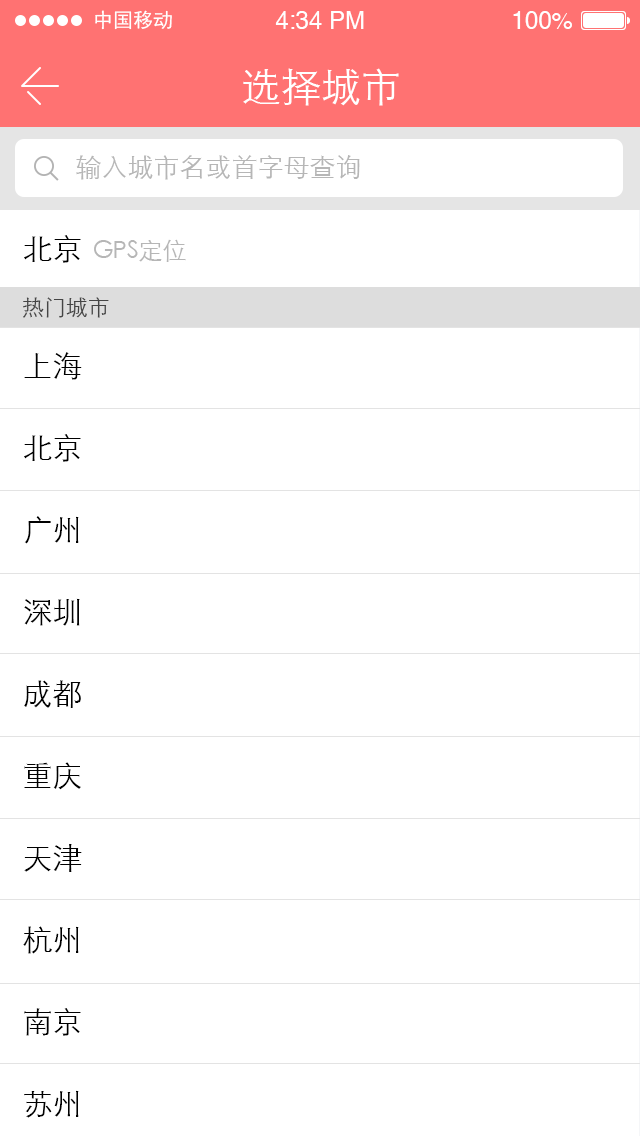 中国移动 4:34 PM 100%
选择城市
输入城市名或首字母查询
北京 GPS定位
热门城市
上海
北京
广州
深圳
成都
重庆
天津
杭州
南京
苏州